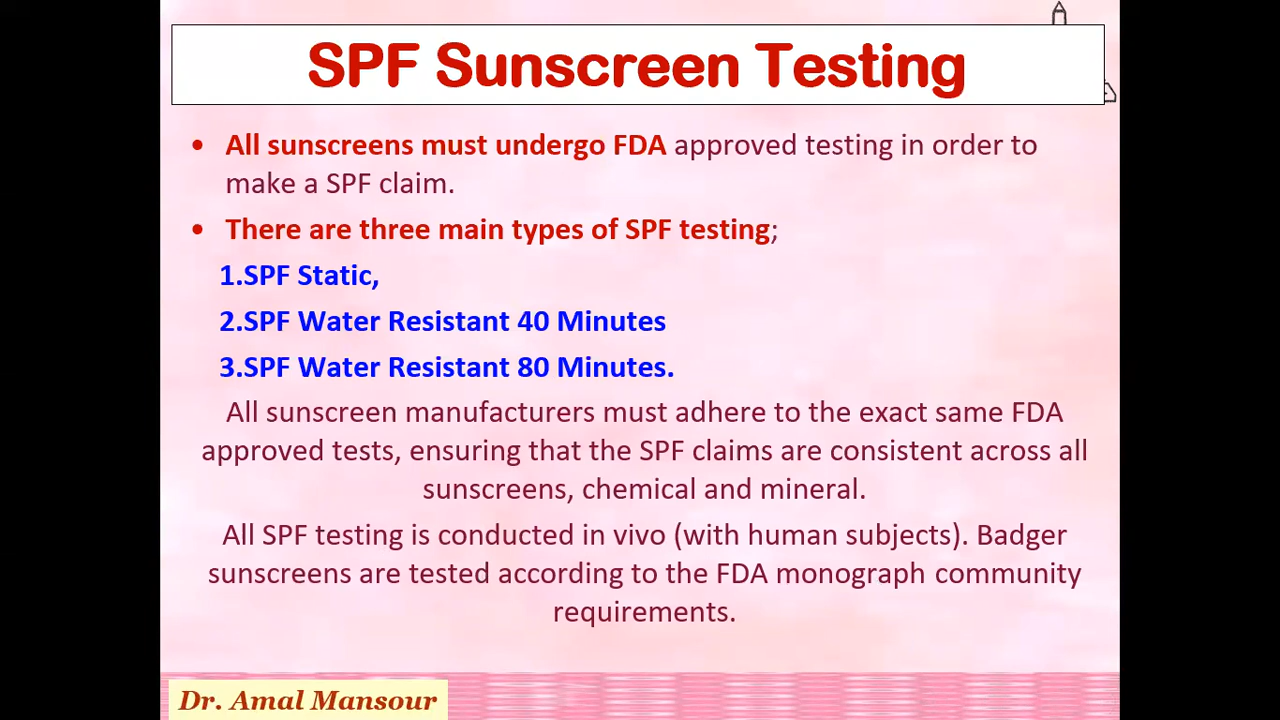 SPF Sunscreen Testing
• All sunscreens must undergo FDA approved testing in order to
make a SPF claim.
• There are three main types of SPF testing;
1.SPF Static,
2.SPF Water Resistant 40 Minutes
3.SPF Water Resistant 80 Minutes.
All sunscreen manufacturers must adhere to the exact same FDA
approved tests, ensuring that the SPF claims are consistent across all
sunscreens, chemical and mineral.
All SPF testing is conducted in vivo (with human subjects). Badger
sunscreens are tested according to the FDA monograph community
requirements.
Dr. Amal Mansour